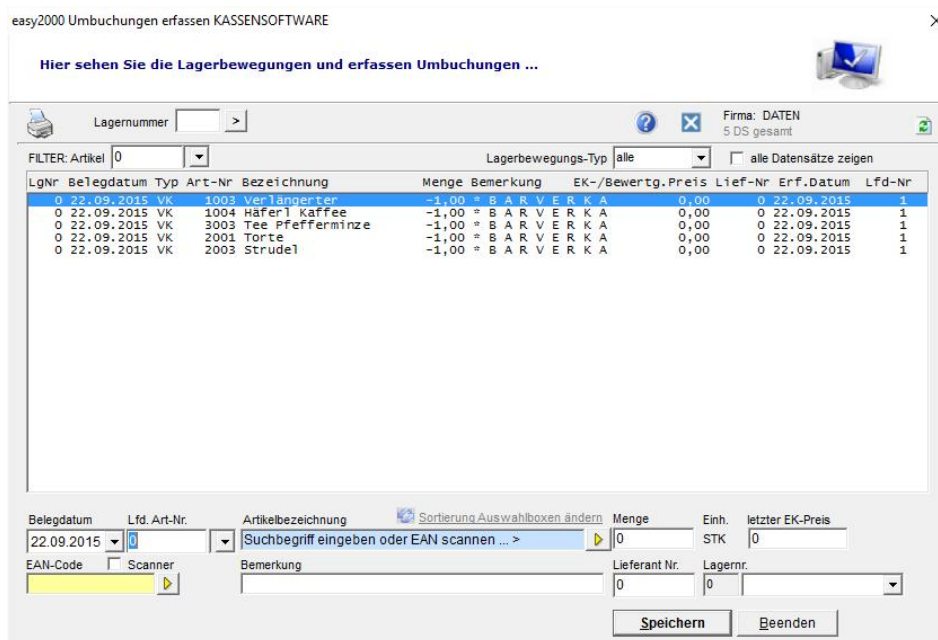 easy2000 Umbuchungen erfassen KASSENSOFTWARE
Hier sehen Sie die Lagerbewegungen und erfassen Umbuchungen ...
Lagernummer > Firma: DATEN
5 DS gesamt
FILTER: Artikel 0 Lagerbewegungs-Typ alle alle Datensätze zeigen
LgNr Belegdatum Typ Art-Nr Bezeichnung Menge Bemerkung EK-/Bewertg.Preis Lief-Nr Erf.Datum Lfd-Nr
0 22.09.2015 VK 1003 Verlängerter -1,00 * B A R V E R K A 0,00 0 22.09.2015 1
0 22.09.2015 VK 1004 Häferl Kaffee -1,00 * B A R V E R K A 0,00 0 22.09.2015 1
0 22.09.2015 VK 3003 Tee Pfefferminze -1,00 * B A R V E R K A 0,00 0 22.09.2015 1
0 22.09.2015 VK 2001 Torte -1,00 * B A R V E R K A 0,00 0 22.09.2015 1
0 22.09.2015 VK 2003 Strudel -1,00 * B A R V E R K A 0,00 0 22.09.2015 1
Belegdatum Lfd. Art-Nr. Artikelbezeichnung Sortierung Auswahlboxen ändern Menge Einh. letzter EK-Preis
22.09.2015 0 Suchbegriff eingeben oder EAN scannen ... > 0 STK 0
EAN-Code Scanner Bemerkung Lieferant Nr. Lagernr.
0 0
Speichern Beenden